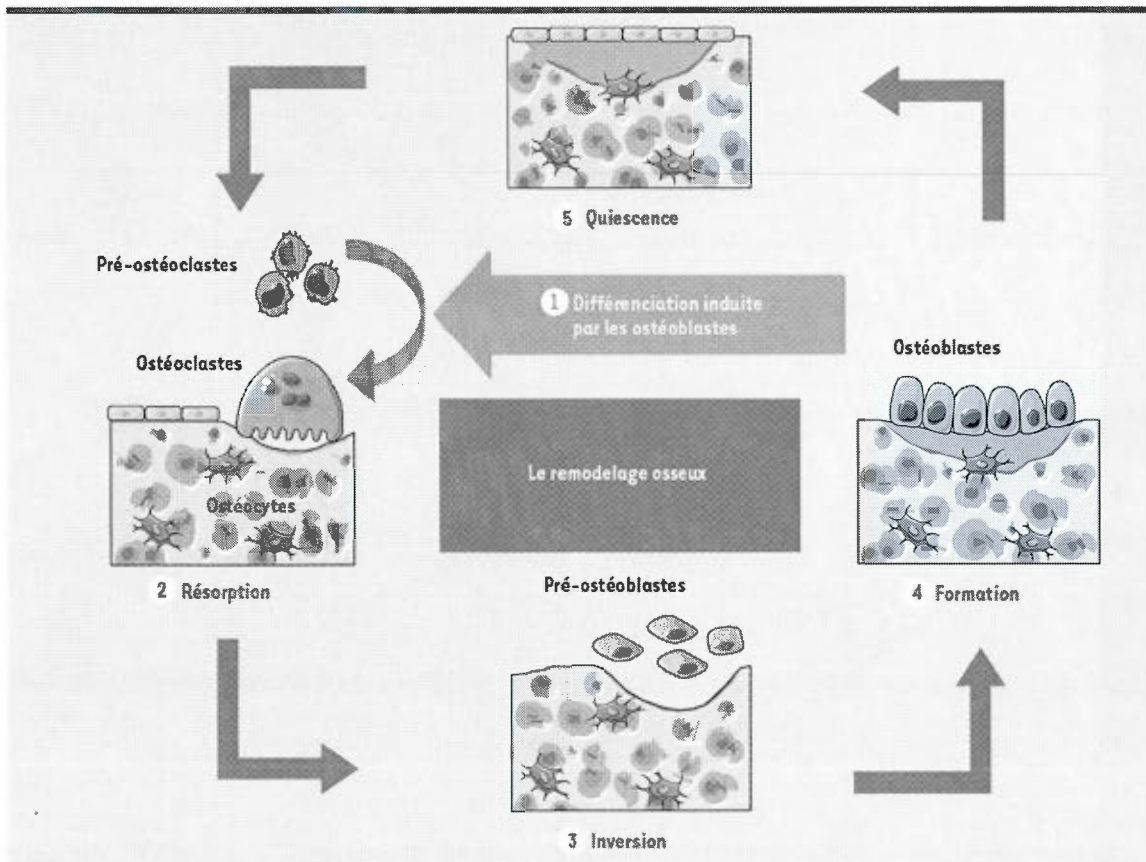 5 Quiescence
Pré-ostéoclastes
1 Différenciation induite
par les ostéoblastes
Ostéoclastes
Ostéoblastes
Le remodelage osseux
Ostéocytes
2 Résorption
Pré-ostéoblastes
4 Formation
3 Inversion